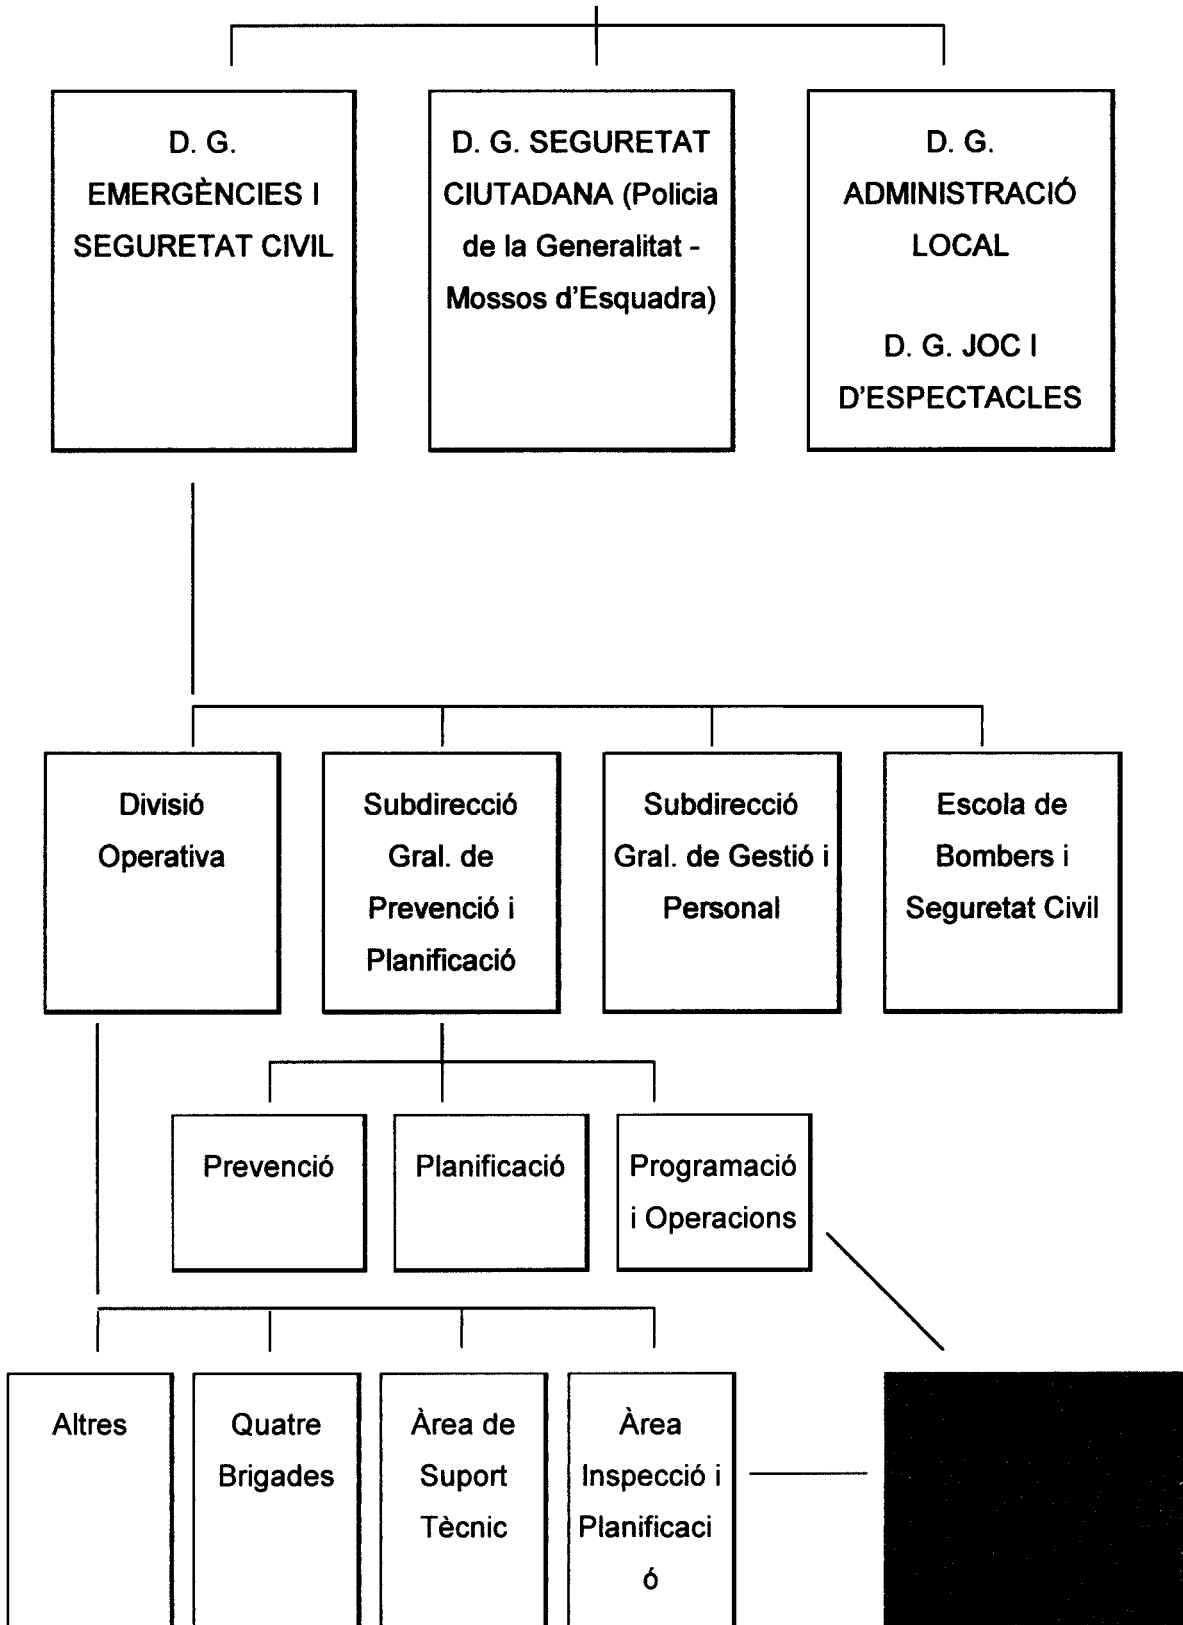 D. G.
EMERGÈNCIES I
SEGURETAT CIVIL
D. G. SEGURETAT
CIUTADANA (Policia
de la Generalitat -
Mossos d'Esquadra)
D. G.
ADMINISTRACIÓ
LOCAL
D. G. JOC I
D'ESPECTACLES
Divisió
Operativa
Subdirecció
Gral. de
Prevenció i
Planificació
Subdirecció
Gral. de Gestió i
Personal
Escola de
Bombers i
Seguretat Civil
Prevenció
Planificació
Programació
i Operacions
Altres
Quatre
Brigades
Àrea de
Suport
Tècnic
Àrea
Inspecció i
Planificaci
ó